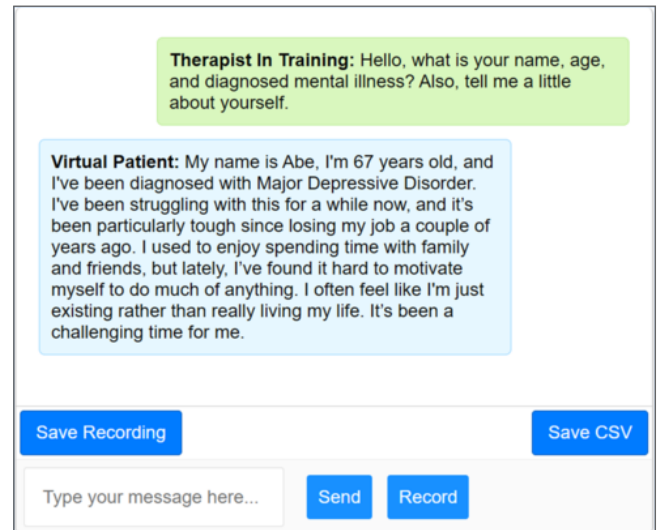 Therapist In Training: Hello, what is your name, age,
and diagnosed mental illness? Also, tell me a little
about yourself.
Virtual Patient: My name is Abe, I'm 67 years old, and
I've been diagnosed with Major Depressive Disorder.
I've been struggling with this for a while now, and it's
been particularly tough since losing my job a couple of
years ago. I used to enjoy spending time with family
and friends, but lately, I've found it hard to motivate
myself to do much of anything. I often feel like I'm just
existing rather than really living my life. It's been a
challenging time for me.
Save Recording
Save CSV
Type your message here...
Send
Record